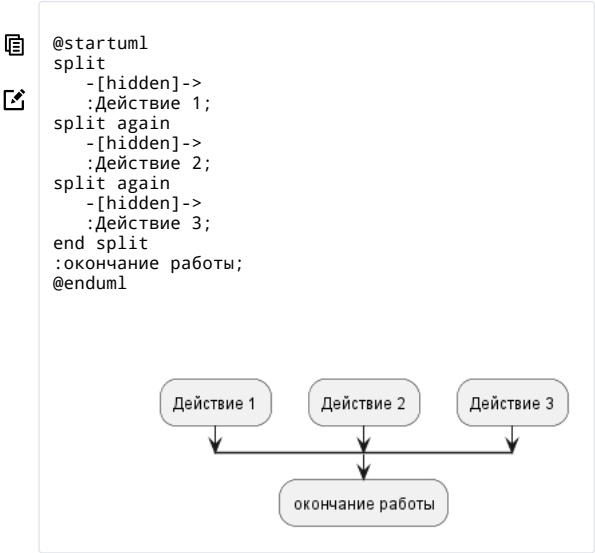 @startuml
split
   -[hidden]->
   :Действие 1;
split again
   -[hidden]->
   :Действие 2;
split again
   -[hidden]->
   :Действие 3;
end split
:окончание работы;
@enduml
Действие 1 Действие 2 Действие 3
окончание работы